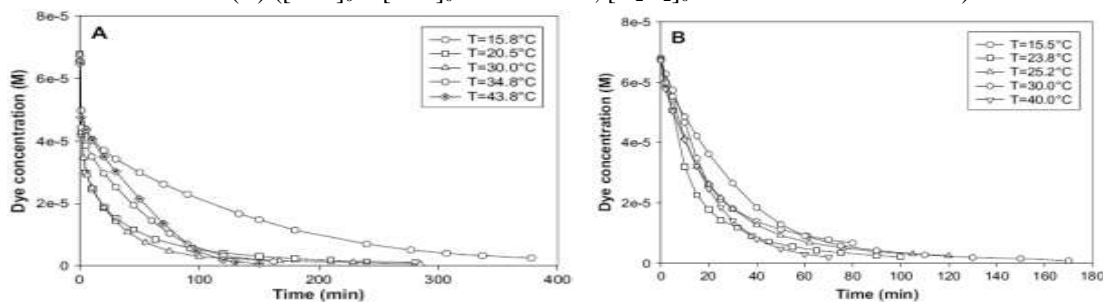 8e-5
A
T=15.8°C
T=20.5°C
T=30.0°C
T=34.8°C
T=43.8°C
6e-5
4e-5
2e-5
0
Dye concentration (M)
0 100 200 300 400
Time (min)
8e-5
B
T=15.5°C
T=23.8°C
T=25.2°C
T=30.0°C
T=40.0°C
6e-5
4e-5
2e-5
0
Dye concentration (M)
0 20 40 60 80 100 120 140 160 180
Time (min)